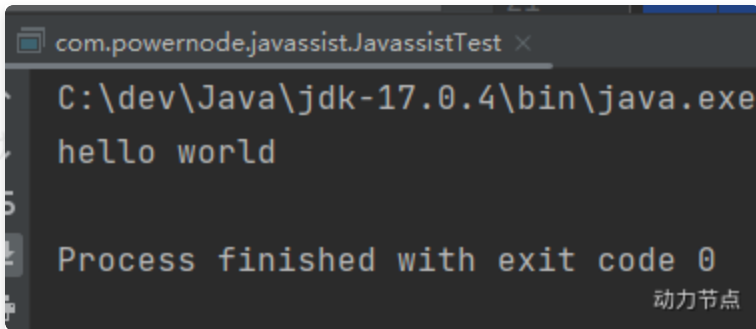 com.powernode.javassist.JavassistTest
C:\dev\Java\jdk-17.0.4\bin\java.exe
hello world
Process finished with exit code 0
动力节点